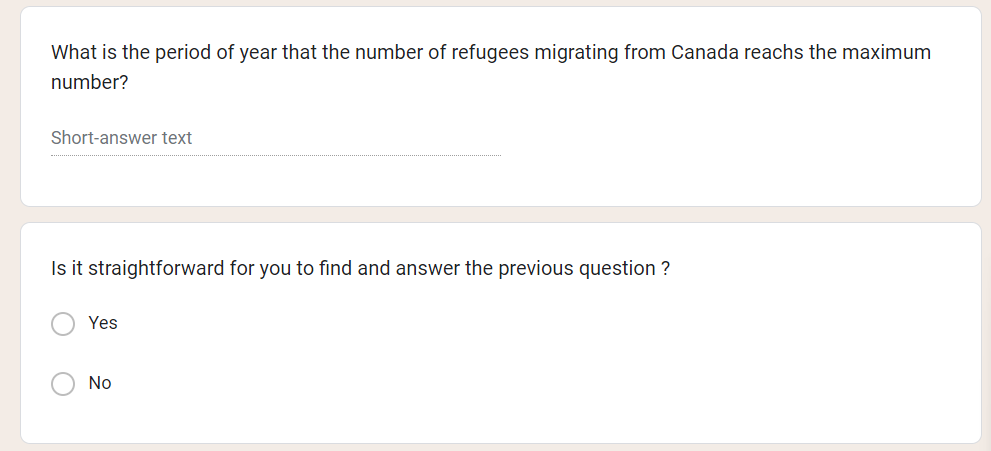 What is the period of year that the number of refugees migrating from Canada reachs the maximum
number?
Short-answer text
Is it straightforward for you to find and answer the previous question ?
Yes
No